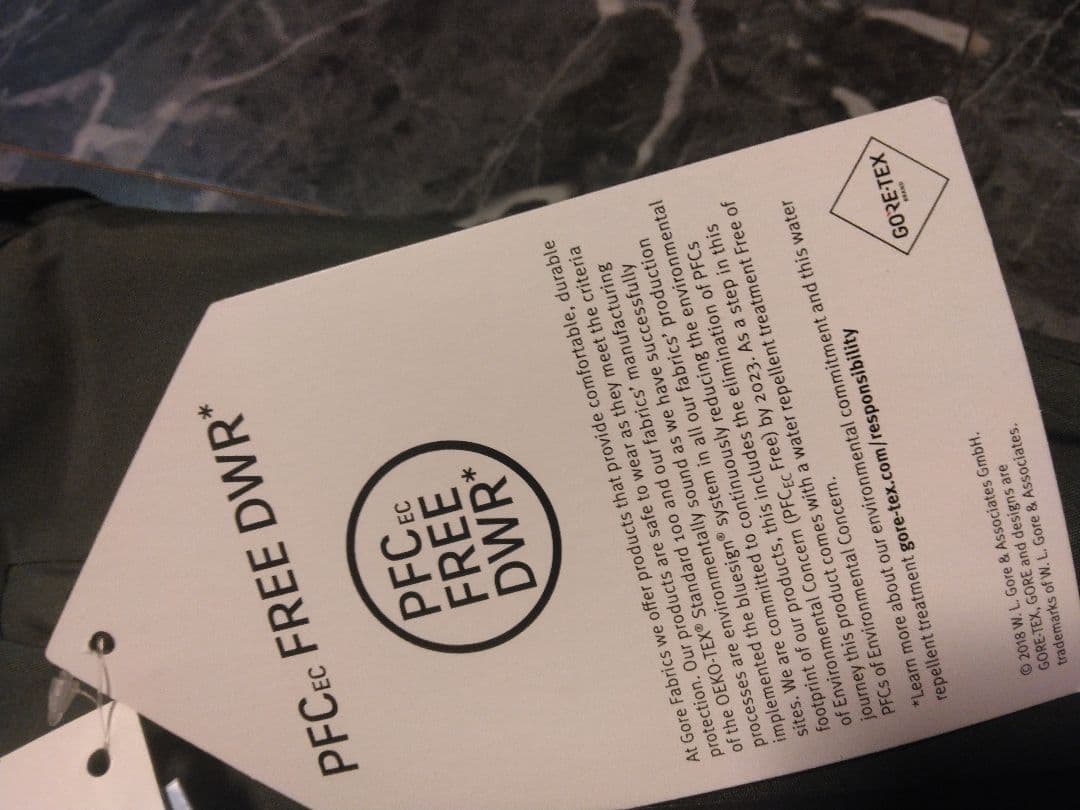 PFCEC FREE DWR*
PFCEC
FREE
DWR*
At Gore Fabrics we offer products that provide comfortable, durable
protection. Our products are safe to wear as they meet the criteria
of the OEKO-TEX® Standard 100 and our fabrics' manufacturing
processes are environmentally sound as we have successfully
implemented the bluesign® system in all our fabrics' production
sites. We are committed to continuously reducing the environmental
footprint of our products, this includes the elimination of PFCs
of Environmental Concern (PFCEC Free) by 2023. As a step in this
journey this product comes with a water repellent treatment Free of
PFCs of Environmental Concern.
*Learn more about our environmental commitment and this water
repellent treatment gore-tex.com/responsibility
© 2018 W. L. Gore & Associates GmbH.
GORE-TEX, GORE and designs are
trademarks of W. L. Gore & Associates.
GORE-TEX
BRAND